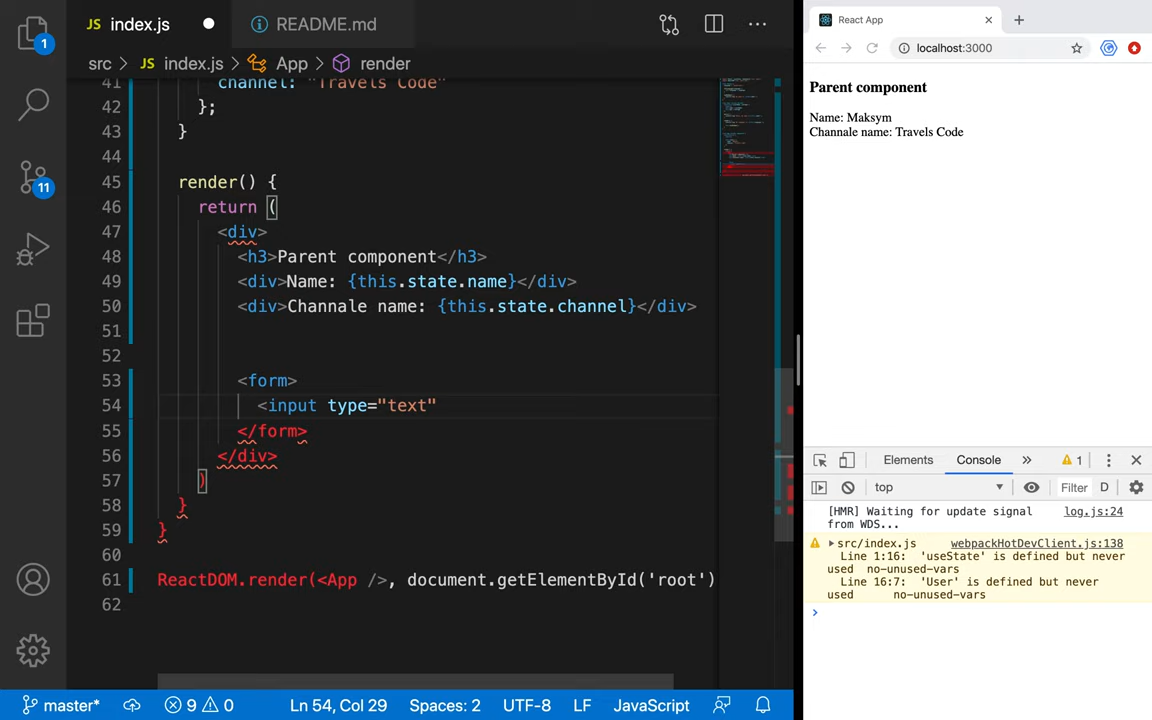 JS index.js
README.md
src > JS index.js > App > render
41 channel: "Travels Code"
42 };
43 }
44
45 render() {
46 return (
47 <div>
48 <h3>Parent component</h3>
49 <div>Name: {this.state.name}</div>
50 <div>Channale name: {this.state.channel}</div>
51
52
53 <form>
54 <input type="text"
55 </form>
56 </div>
57 )
58 }
59 }
60
61 ReactDOM.render(<App />, document.getElementById('root')
62
1
11
master* 9 0 Ln 54, Col 29 Spaces: 2 UTF-8 LF JavaScript
React App
localhost:3000
Parent component
Name: Maksym
Channale name: Travels Code
Elements Console » 1
top Filter D
[HMR] Waiting for update signal log.js:24
from WDS...
src/index.js webpackHotDevClient.js:138
Line 1:16: 'useState' is defined but never
used no-unused-vars
Line 16:7: 'User' is defined but never
used no-unused-vars